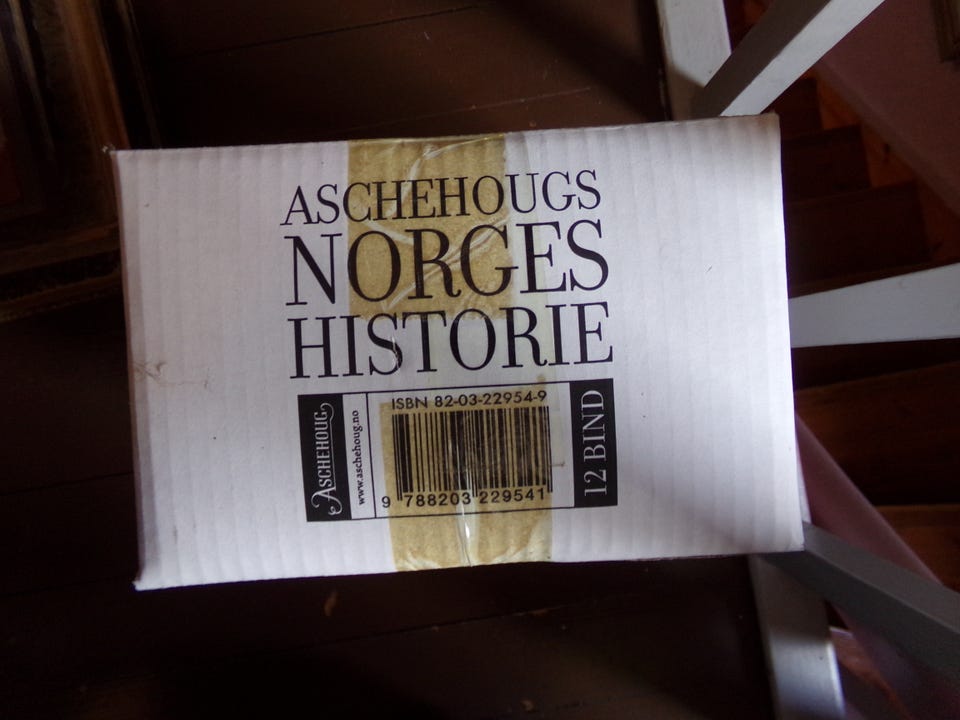 ASCHEHOUGS
NORGES
HISTORIE
ASCHEHOUG
www.aschehoug.no
ISBN 82-03-22954-9
9 788203 229541
12 BIND